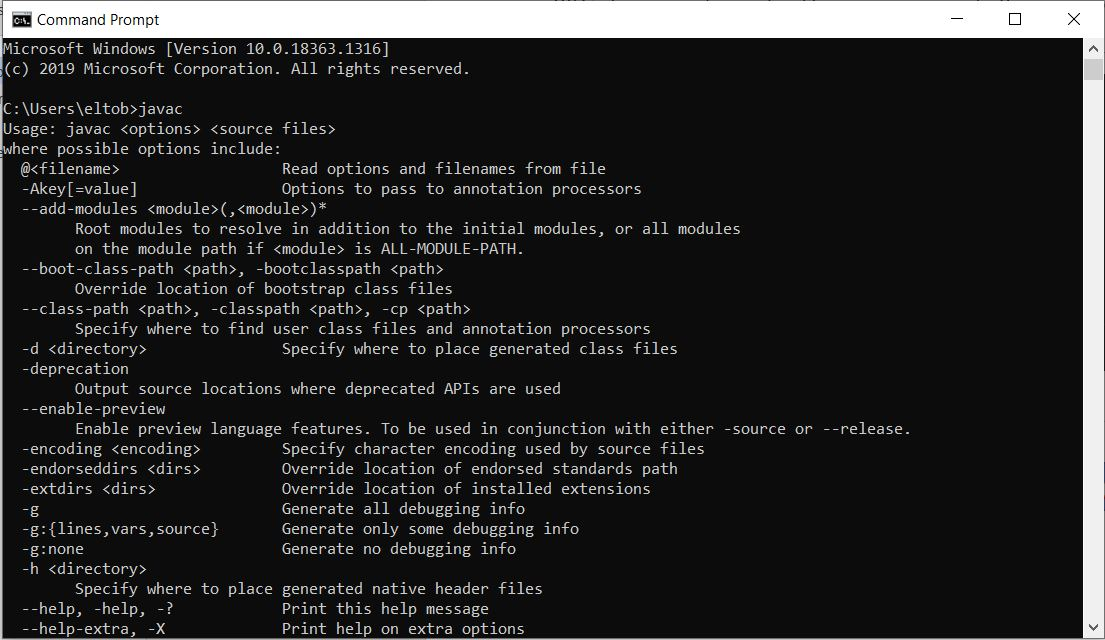 Command Prompt
Microsoft Windows [Version 10.0.18363.1316]
(c) 2019 Microsoft Corporation. All rights reserved.
C:\Users\eltob>javac
Usage: javac <options> <source files>
where possible options include:
  @<filename>                  Read options and filenames from file
  -Akey[=value]                Options to pass to annotation processors
  --add-modules <module>(,<module>)*
        Root modules to resolve in addition to the initial modules, or all modules
        on the module path if <module> is ALL-MODULE-PATH.
  --boot-class-path <path>, -bootclasspath <path>
        Override location of bootstrap class files
  --class-path <path>, -classpath <path>, -cp <path>
        Specify where to find user class files and annotation processors
  -d <directory>               Specify where to place generated class files
  -deprecation
        Output source locations where deprecated APIs are used
  --enable-preview
        Enable preview language features. To be used in conjunction with either -source or --release.
  -encoding <encoding>         Specify character encoding used by source files
  -endorseddirs <dirs>         Override location of endorsed standards path
  -extdirs <dirs>              Override location of installed extensions
  -g                           Generate all debugging info
  -g:{lines,vars,source}       Generate only some debugging info
  -g:none                      Generate no debugging info
  -h <directory>
        Specify where to place generated native header files
  --help, -help, -?            Print this help message
  --help-extra, -X             Print help on extra options